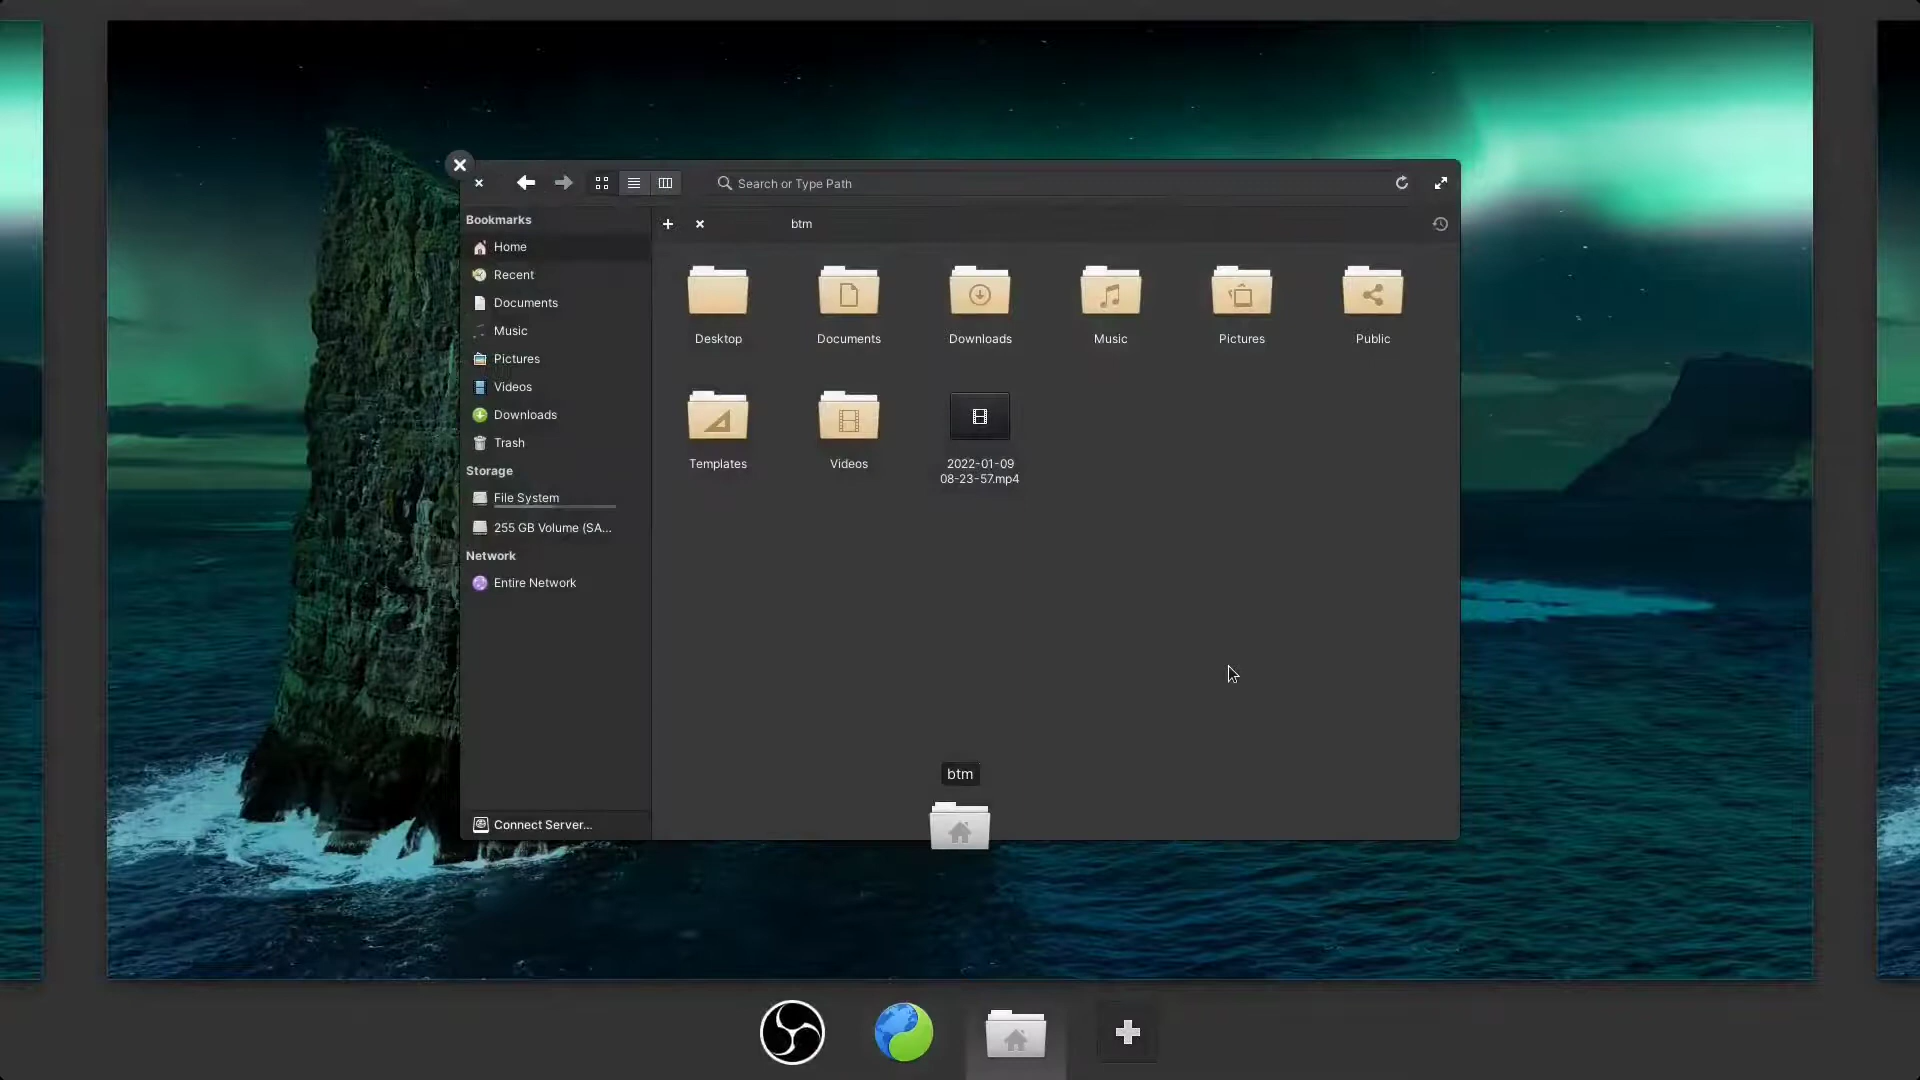 Search or Type Path
Bookmarks
btm
Home
Recent
Documents
Music
Pictures
Videos
Downloads
Trash
Storage
File System
255 GB Volume (SA...
Network
Entire Network
Connect Server...
Desktop
Documents
Downloads
Music
Pictures
Public
Templates
Videos
2022-01-09
08-23-57.mp4
btm